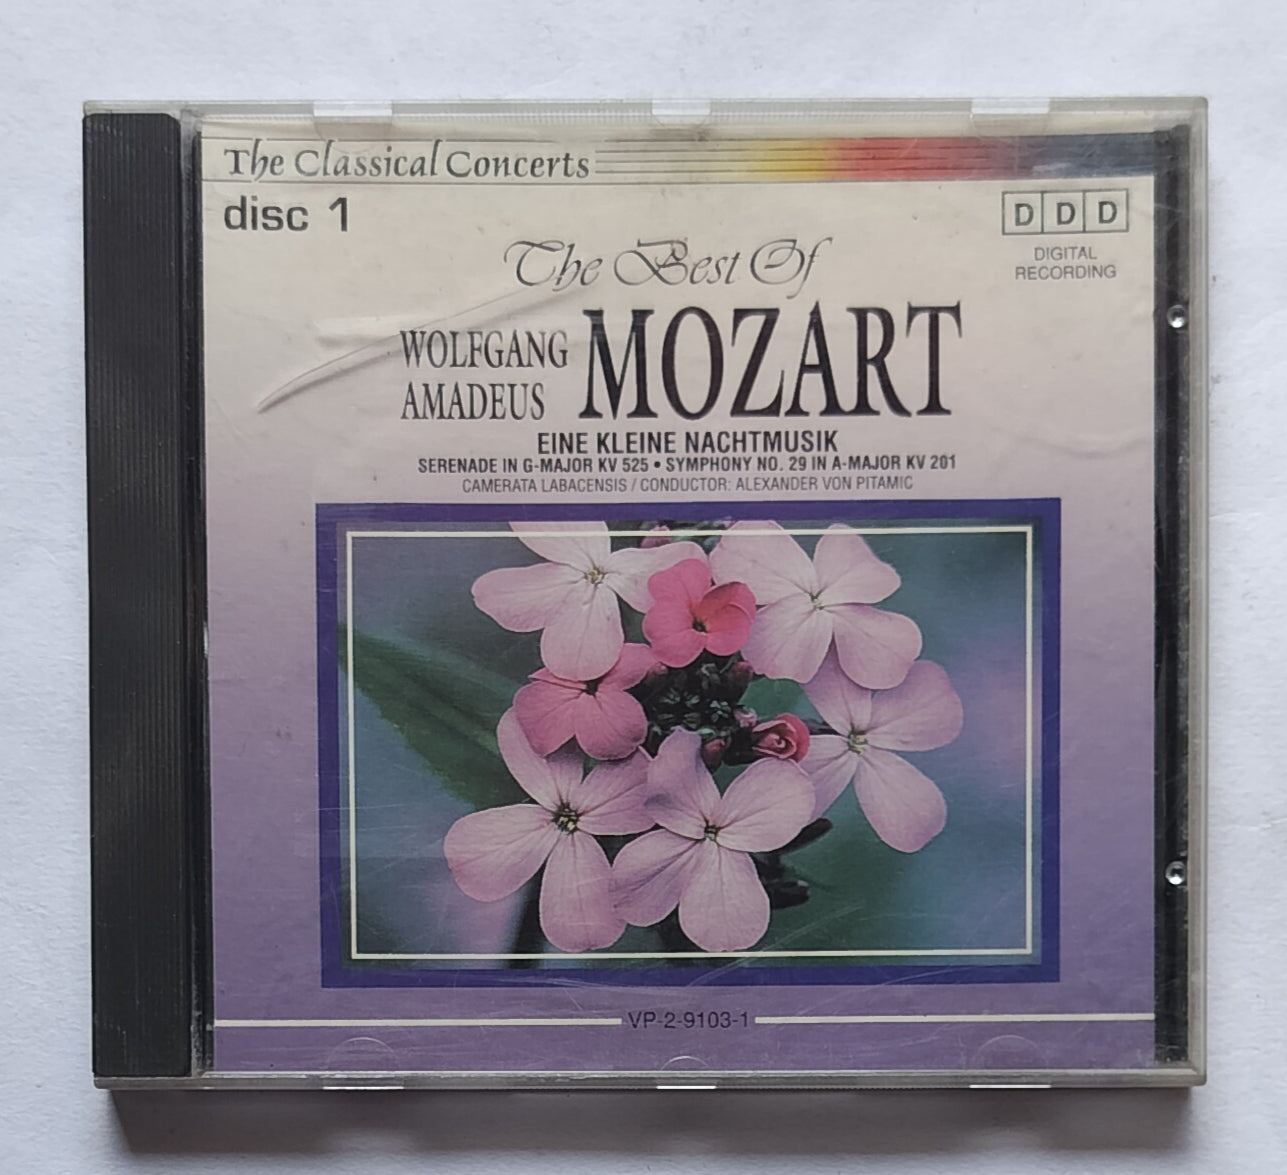 The Classical Concerts
disc 1
DDD
DIGITAL
RECORDING
The Best Of
WOLFGANG
AMADEUS
MOZART
EINE KLEINE NACHTMUSIK
SERENADE IN G-MAJOR KV 525 • SYMPHONY NO. 29 IN A-MAJOR KV 201
CAMERATA LABACENSIS / CONDUCTOR: ALEXANDER VON PITAMIC
VP-2-9103-1